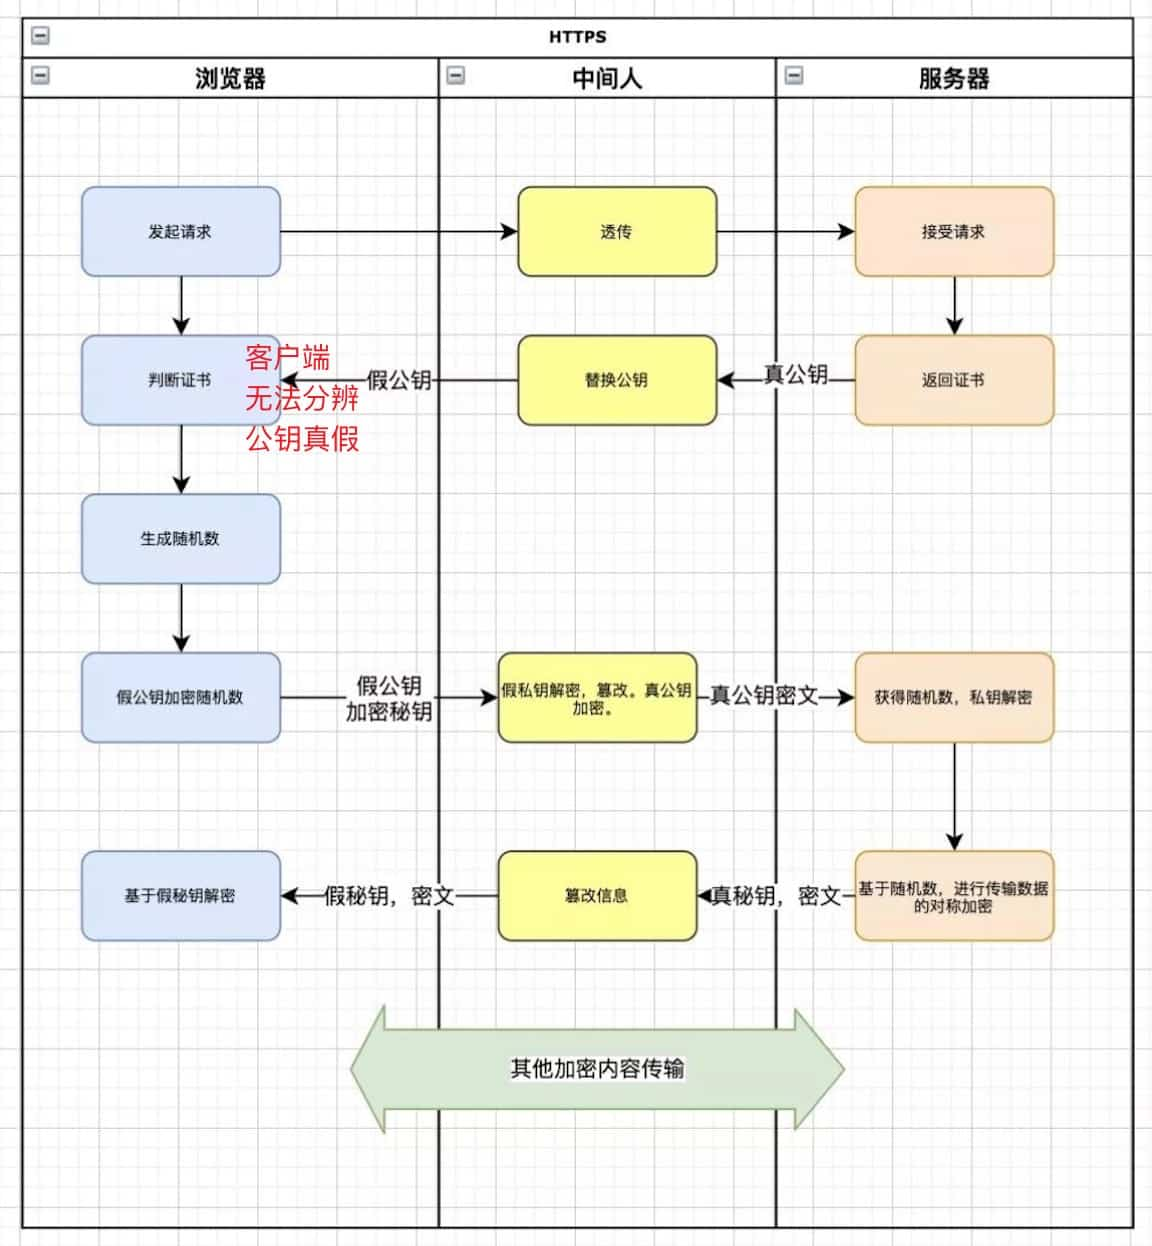 HTTPS
浏览器
中间人
服务器
发起请求
透传
接受请求
判断证书
客户端
无法分辨
公钥真假
假公钥
替换公钥
真公钥
返回证书
生成随机数
假公钥加密随机数
假公钥
加密秘钥
假私钥解密，篡改。真公钥
加密。
真公钥密文
获得随机数，私钥解密
基于假秘钥解密
假秘钥，密文
篡改信息
真秘钥，密文
基于随机数，进行传输数据
的对称加密
其他加密内容传输